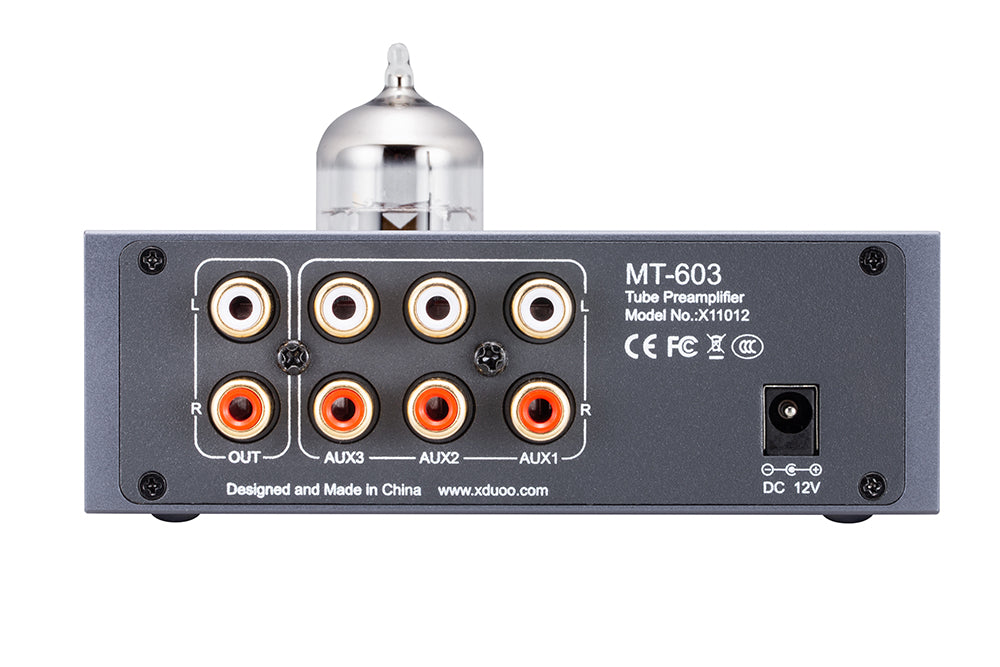 MT-603
Tube Preamplifier
Model No.:X11012
CE FC CCC
L L
R R
OUT AUX3 AUX2 AUX1
DC 12V
Designed and Made in China www.xduoo.com